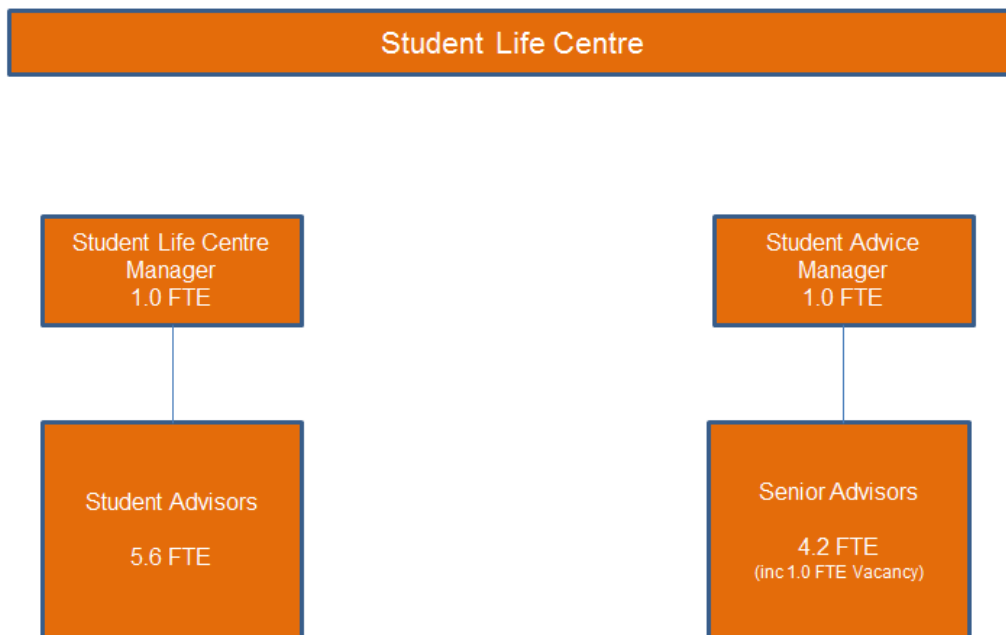 Student Life Centre
Student Life Centre
Manager
1.0 FTE
Student Advice
Manager
1.0 FTE
Student Advisors
5.6 FTE
Senior Advisors
4.2 FTE
(inc 1.0 FTE Vacancy)